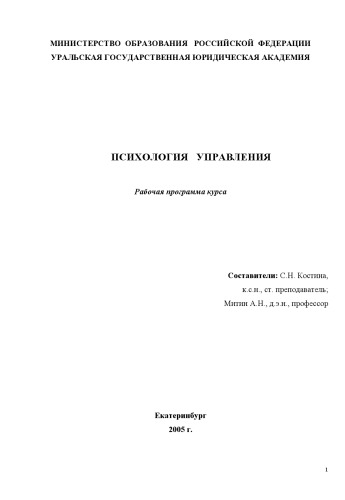 МИНИСТЕРСТВО ОБРАЗОВАНИЯ РОССИЙСКОЙ ФЕДЕРАЦИИ
УРАЛЬСКАЯ ГОСУДАРСТВЕННАЯ ЮРИДИЧЕСКАЯ АКАДЕМИЯ
ПСИХОЛОГИЯ УПРАВЛЕНИЯ
Рабочая программа курса
Составители: С.Н. Костина,
к.с.н., ст. преподаватель;
Митин А.Н., д.э.н., профессор
Екатеринбург
2005 г.
1